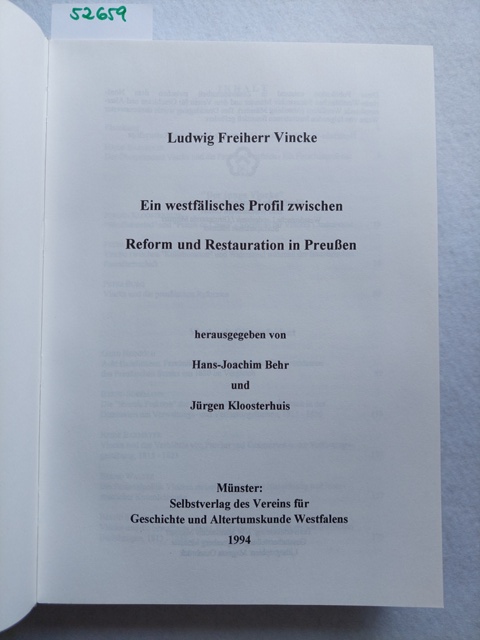 52659
Ludwig Freiherr Vincke
Ein westfälisches Profil zwischen
Reform und Restauration in Preußen
herausgegeben von
Hans-Joachim Behr
und
Jürgen Kloosterhuis
Münster:
Selbstverlag des Vereins für
Geschichte und Altertumskunde Westfalens
1994